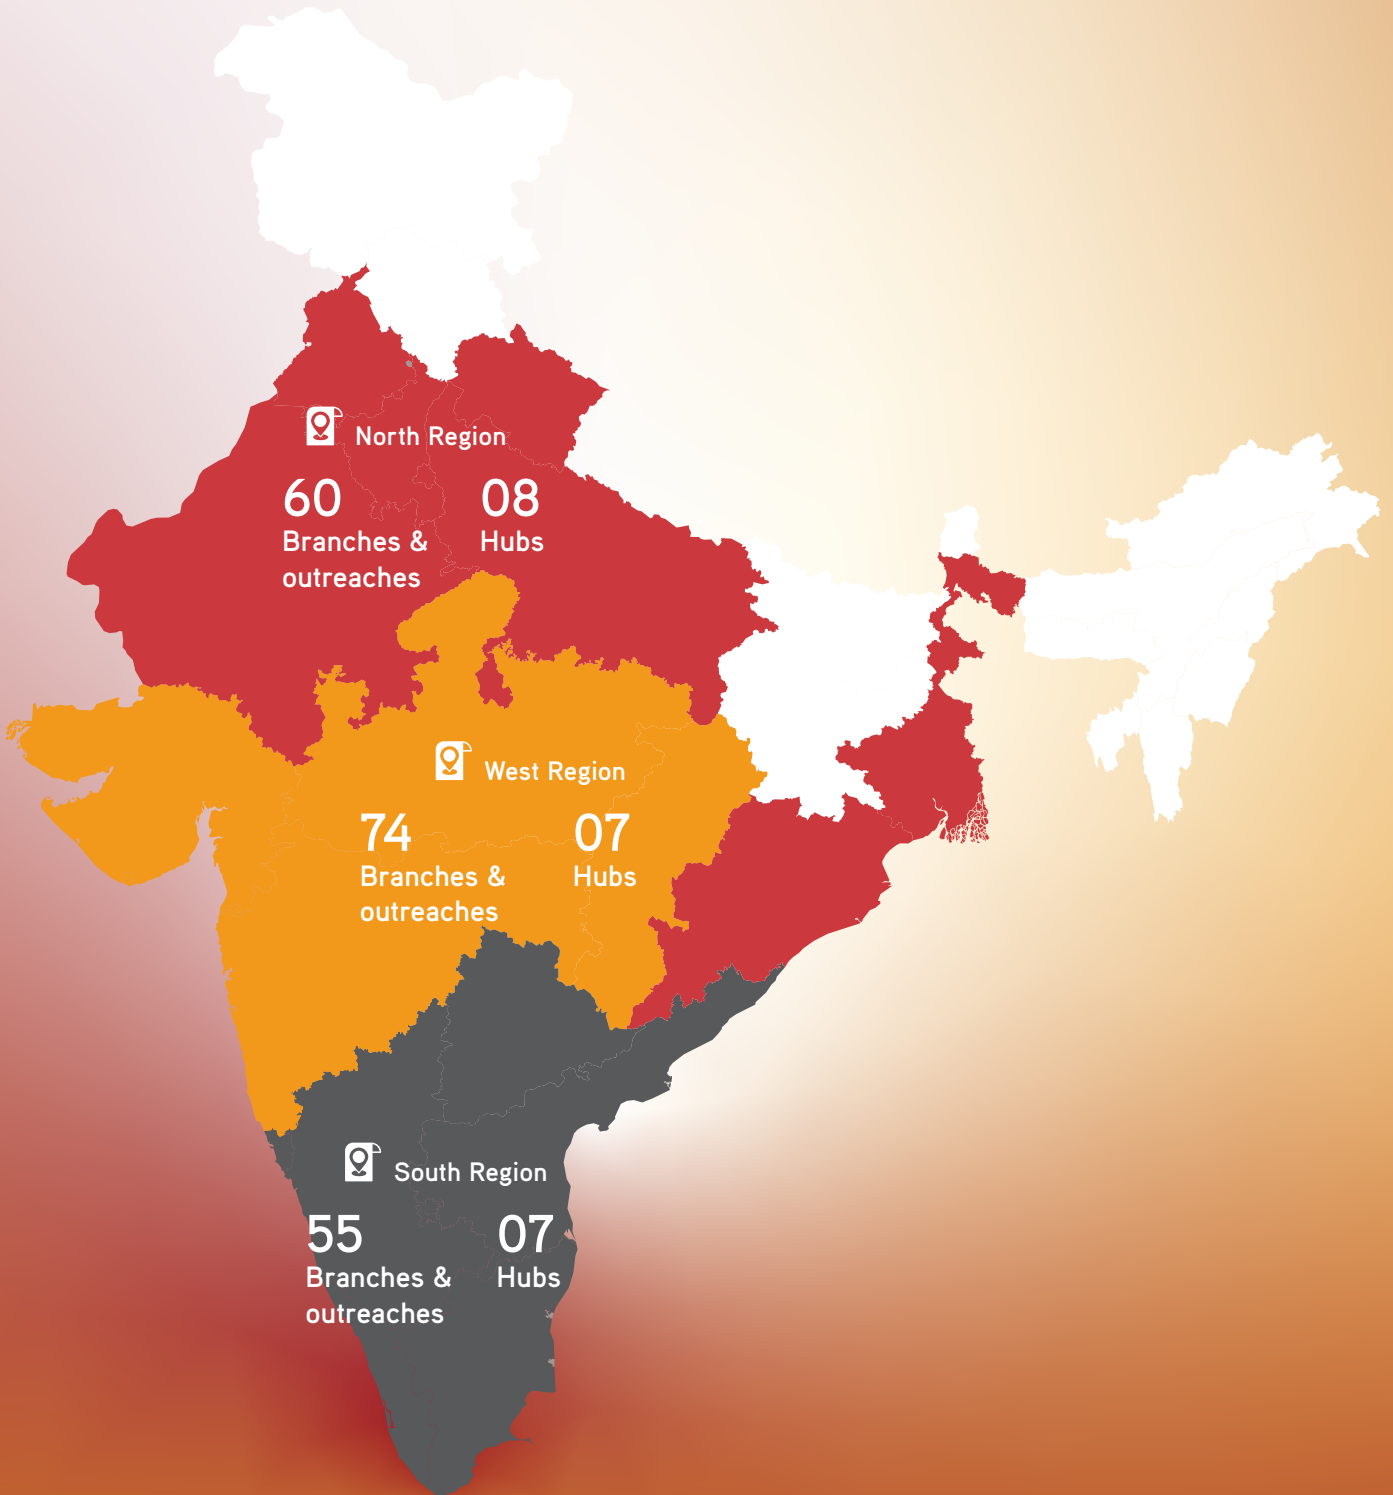 North Region
60
Branches &
outreaches
08
Hubs
West Region
74
Branches &
outreaches
07
Hubs
South Region
55
Branches &
outreaches
07
Hubs